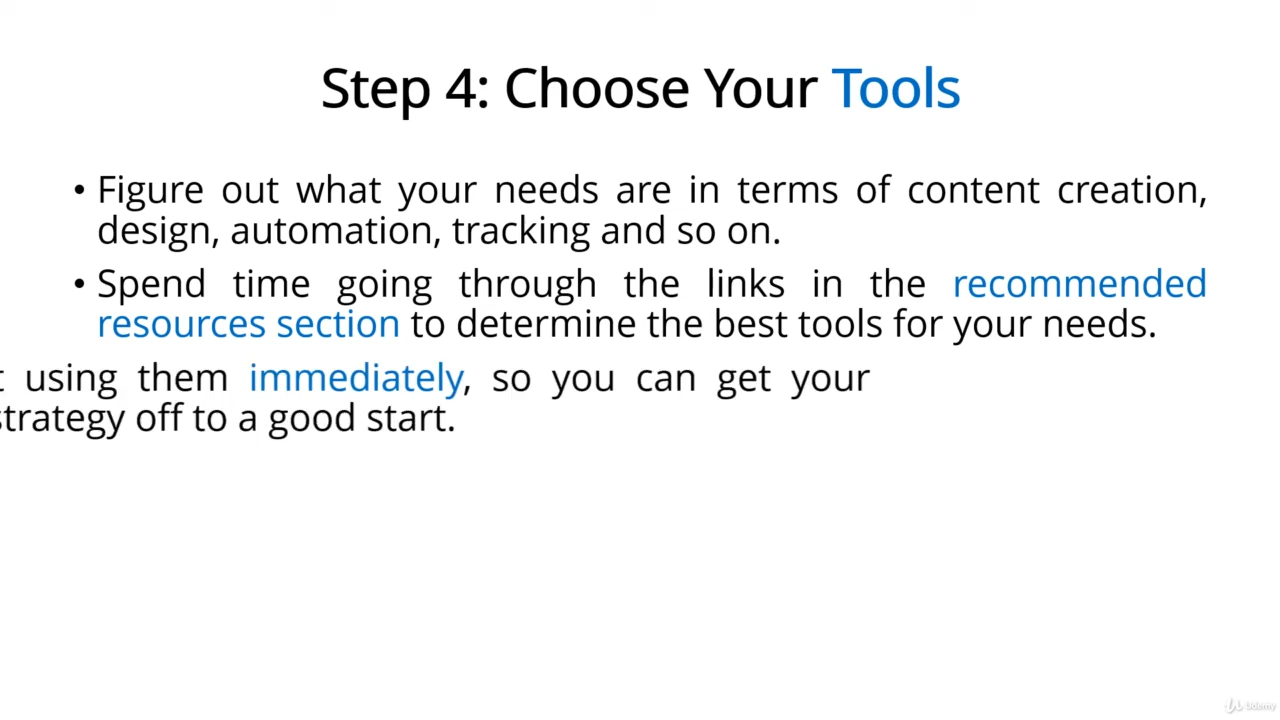 Step 4: Choose Your Tools
• Figure out what your needs are in terms of content creation,
design, automation, tracking and so on.
• Spend time going through the links in the recommended
resources section to determine the best tools for your needs.
t using them immediately, so you can get your
strategy off to a good start.
Udemy